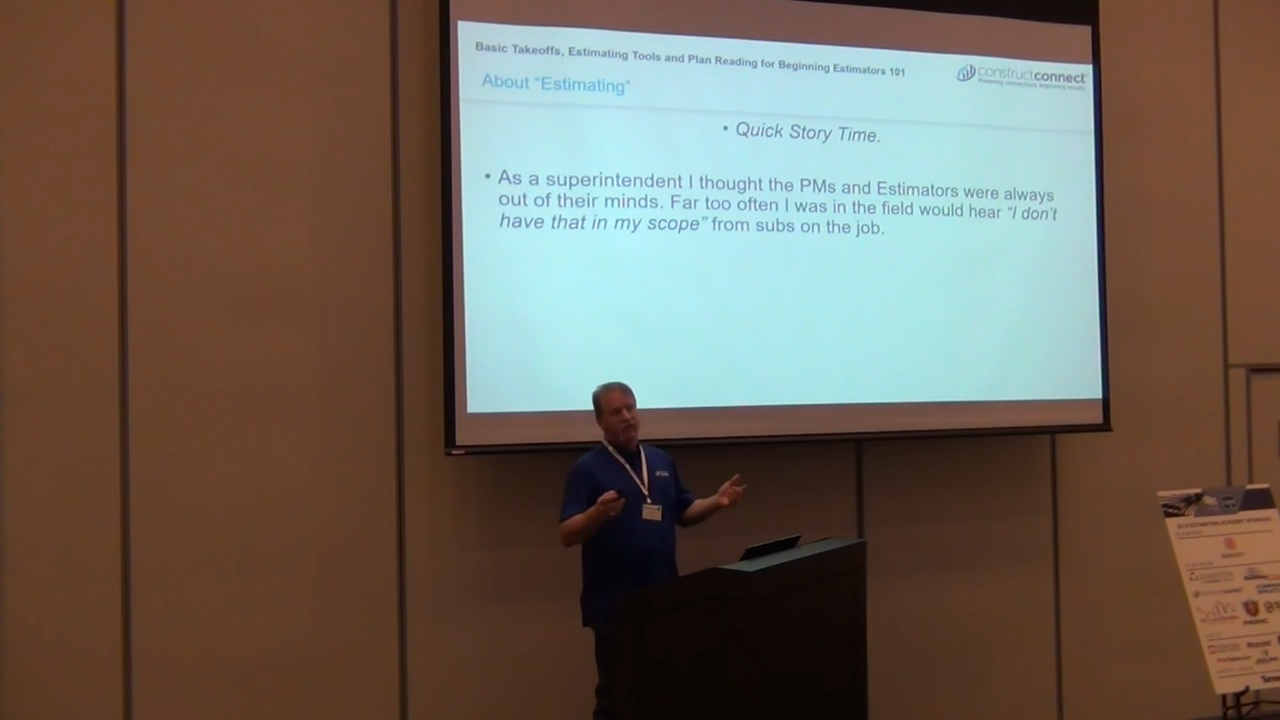 Basic Takeoffs, Estimating Tools and Plan Reading for Beginning Estimators 101
constructconnect
About "Estimating"
• Quick Story Time.
• As a superintendent I thought the PMs and Estimators were always
out of their minds. Far too often I was in the field would hear "I don't
have that in my scope" from subs on the job.